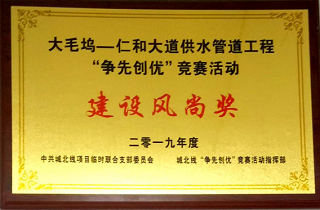 大毛坞—仁和大道供水管道工程
“争先创优”竞赛活动
建设风尚奖
二零一九年度
中共城北线项目临时联合支部委员会 城北线“争先创优”竞赛活动指挥部